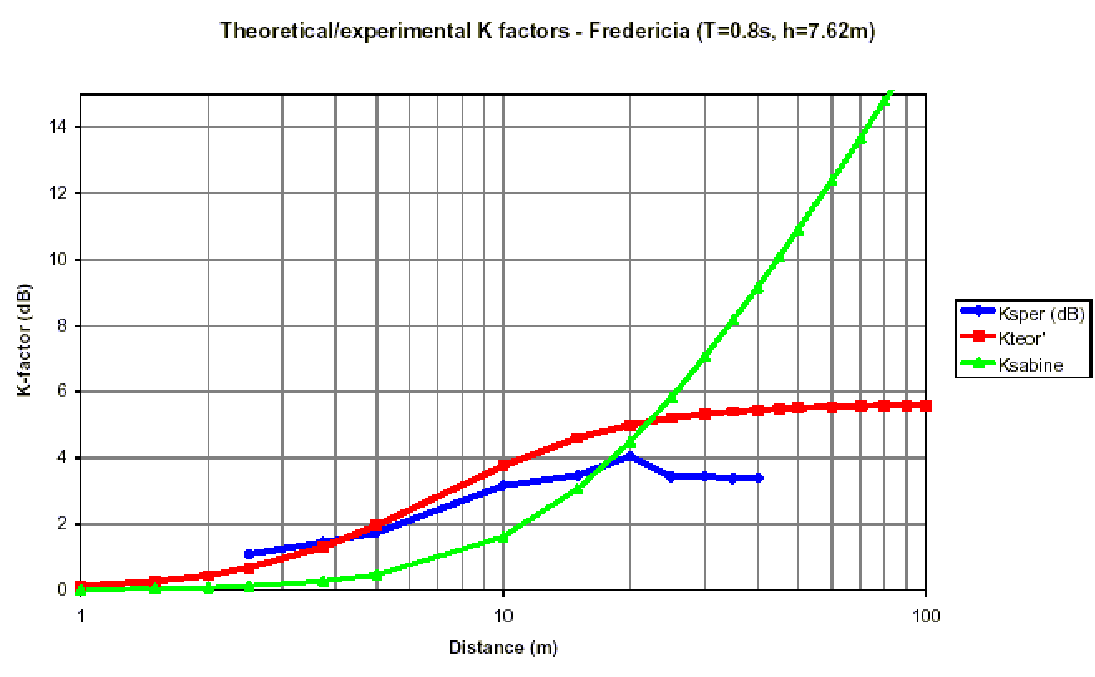 Theoretical/experimental K factors - Fredericia (T=0.8s, h=7.62m)
14
12
10
8
6
4
2
0
K-factor (dB)
1
10
100
Distance (m)
Ksper (dB)
Kteor'
Ksabine